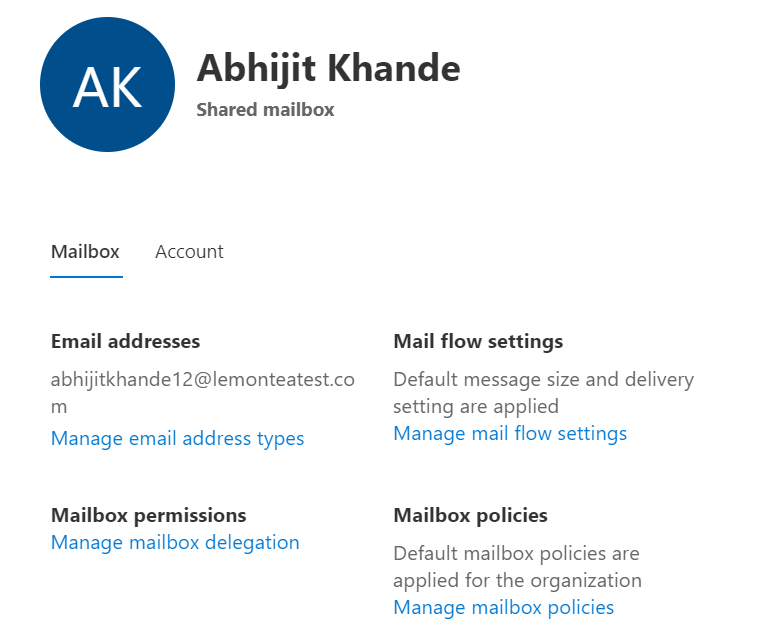 AK
Abhijit Khande
Shared mailbox
Mailbox
Account
Email addresses
abhijitkhande12@lemonteatest.co
m
Manage email address types
Mail flow settings
Default message size and delivery
setting are applied
Manage mail flow settings
Mailbox permissions
Manage mailbox delegation
Mailbox policies
Default mailbox policies are
applied for the organization
Manage mailbox policies